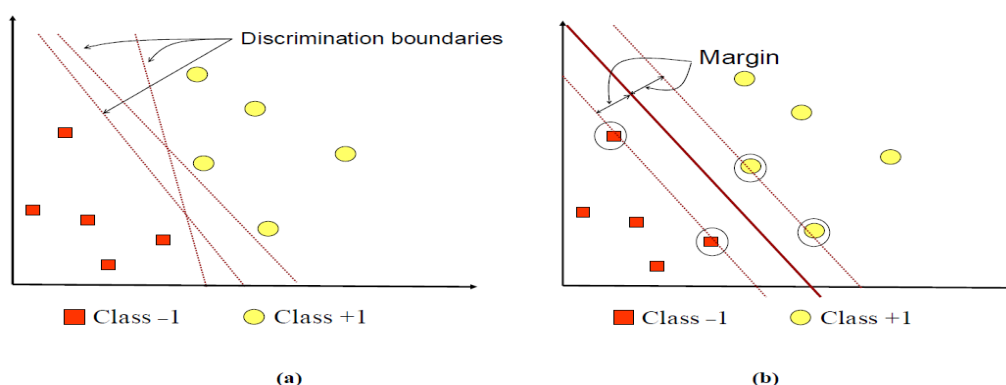 Discrimination boundaries
Class –1
Class +1
(a)
Margin
Class –1
Class +1
(b)